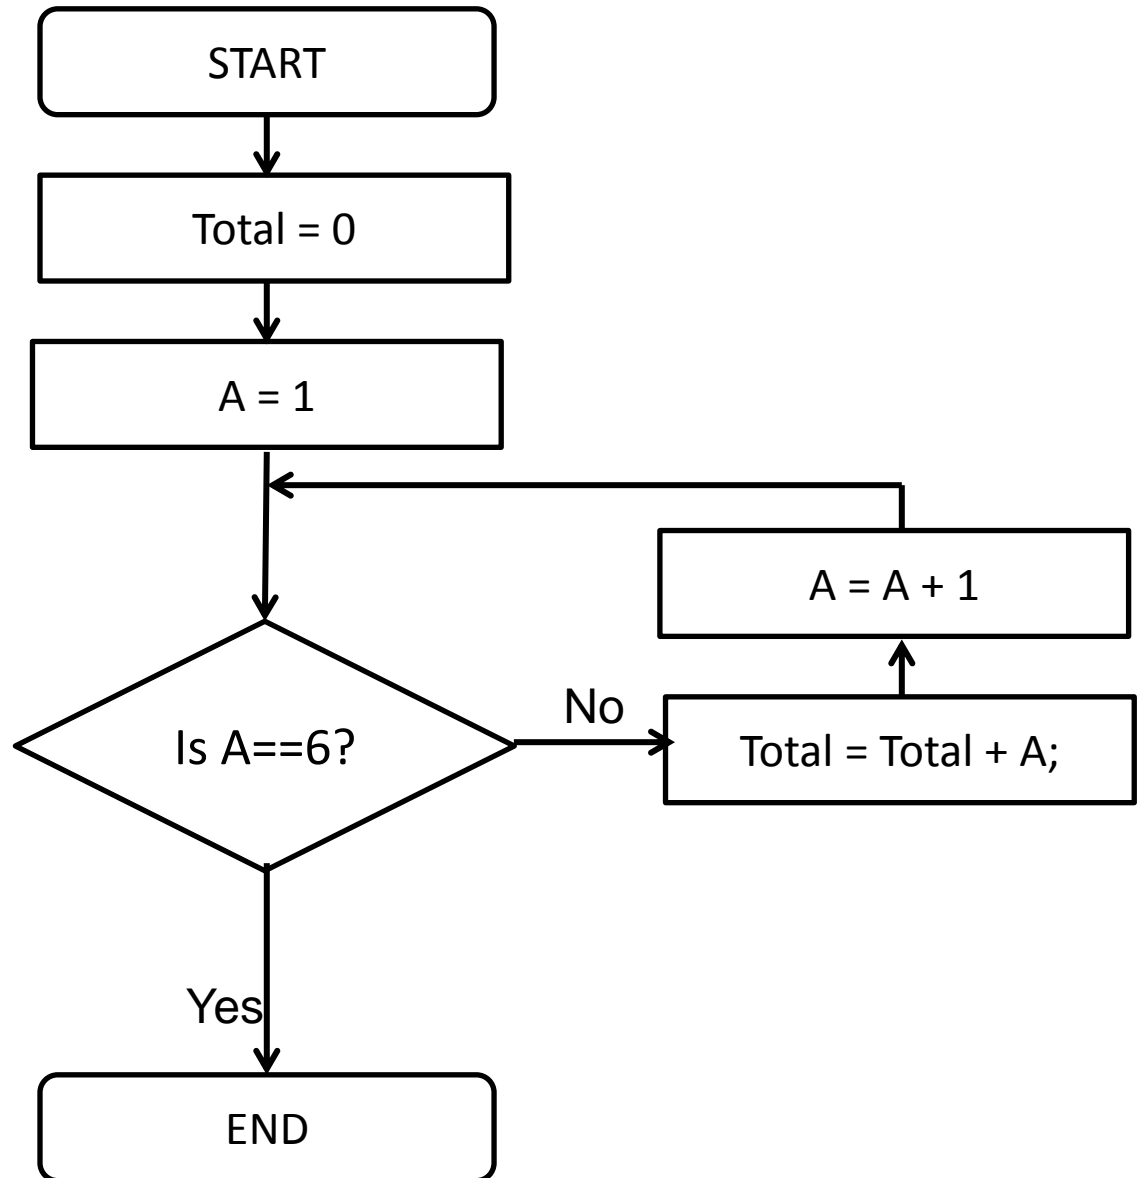 START
Total = 0
A = 1
A = A + 1
No
Is A==6?
Total = Total + A;
Yes
END